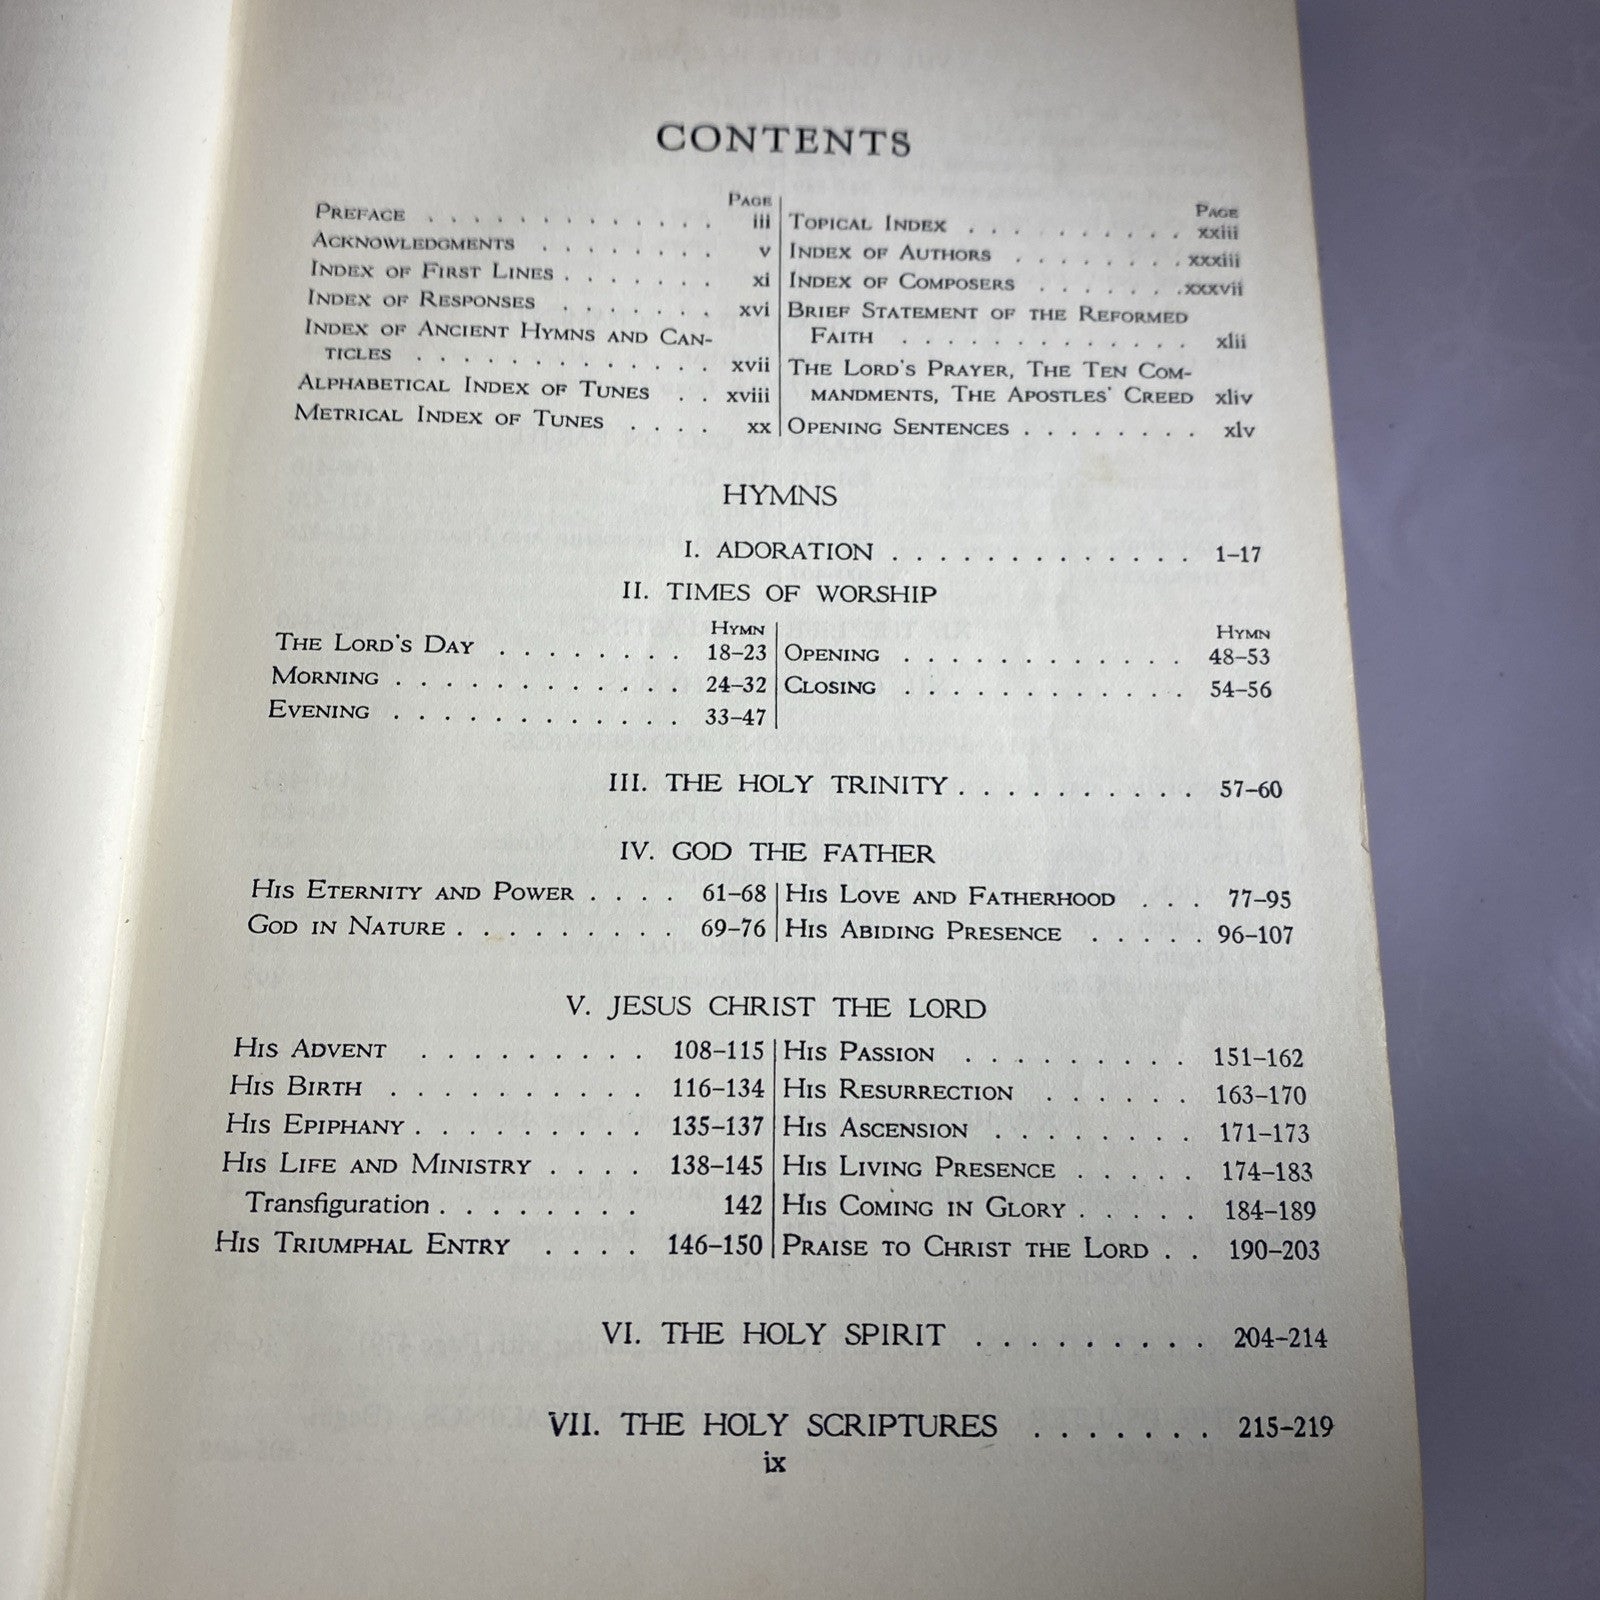 CONTENTS
PAGE
PREFACE . . . . . . . . . . . . . iii
ACKNOWLEDGMENTS . . . . . . . v
INDEX OF FIRST LINES . . . . . . . xi
INDEX OF RESPONSES . . . . . . . xvi
INDEX OF ANCIENT HYMNS AND CAN-
TICLES . . . . . . . . . . . . xvii
ALPHABETICAL INDEX OF TUNES . . xviii
METRICAL INDEX OF TUNES . . . . xx
PAGE
TOPICAL INDEX . . . . . . . . . . xxiii
INDEX OF AUTHORS . . . . . . . . xxxiii
INDEX OF COMPOSERS . . . . . . . xxxvii
BRIEF STATEMENT OF THE REFORMED
FAITH . . . . . . . . . . . . . xlii
THE LORD'S PRAYER, THE TEN COM-
MANDMENTS, THE APOSTLES' CREED xliv
OPENING SENTENCES . . . . . . . . xlv
HYMNS
I. ADORATION . . . . . . . . . . . . . 1–17
II. TIMES OF WORSHIP
HYMN
THE LORD'S DAY . . . . . . . . 18–23
MORNING . . . . . . . . . . . . 24–32
EVENING . . . . . . . . . . . . 33–47
HYMN
OPENING . . . . . . . . . . . . 48–53
CLOSING . . . . . . . . . . . . 54–56
III. THE HOLY TRINITY . . . . . . . . . . 57–60
IV. GOD THE FATHER
HIS ETERNITY AND POWER . . . . 61–68
GOD IN NATURE . . . . . . . . . 69–76
HIS LOVE AND FATHERHOOD . . . 77–95
HIS ABIDING PRESENCE . . . . . 96–107
V. JESUS CHRIST THE LORD
HIS ADVENT . . . . . . . . . 108–115
HIS BIRTH . . . . . . . . . . 116–134
HIS EPIPHANY . . . . . . . . . 135–137
HIS LIFE AND MINISTRY . . . . 138–145
Transfiguration . . . . . . . . 142
HIS TRIUMPHAL ENTRY . . . . 146–150
HIS PASSION . . . . . . . . . 151–162
HIS RESURRECTION . . . . . . 163–170
HIS ASCENSION . . . . . . . . 171–173
HIS LIVING PRESENCE . . . . . 174–183
HIS COMING IN GLORY . . . . . 184–189
PRAISE TO CHRIST THE LORD . . 190–203
VI. THE HOLY SPIRIT . . . . . . . . . 204–214
VII. THE HOLY SCRIPTURES . . . . . . . 215–219
ix